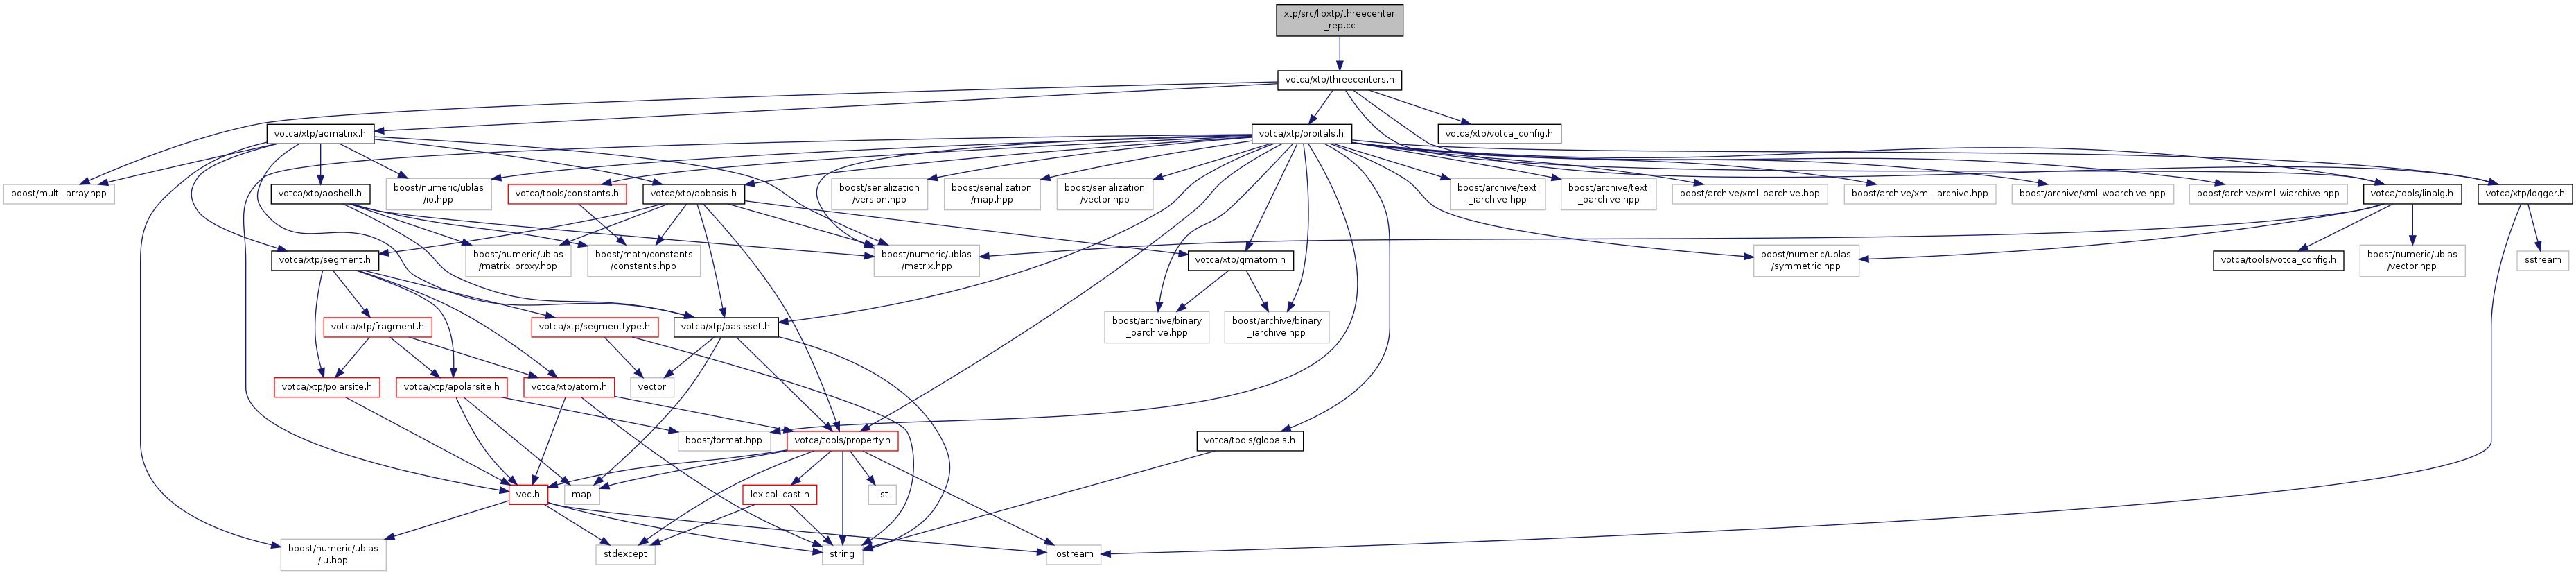 xtp/src/libxtp/threecenter
_rep.cc
votca/xtp/threecenters.h
votca/xtp/aomatrix.h
votca/xtp/orbitals.h
votca/xtp/votca_config.h
boost/multi_array.hpp
votca/xtp/aoshell.h
boost/numeric/ublas
/io.hpp
votca/tools/constants.h
votca/xtp/aobasis.h
boost/serialization
/version.hpp
boost/serialization
/map.hpp
boost/serialization
/vector.hpp
boost/archive/text
_iarchive.hpp
boost/archive/text
_oarchive.hpp
boost/archive/xml_oarchive.hpp
boost/archive/xml_iarchive.hpp
boost/archive/xml_woarchive.hpp
boost/archive/xml_wiarchive.hpp
votca/tools/linalg.h
votca/xtp/logger.h
votca/xtp/segment.h
boost/numeric/ublas
/matrix_proxy.hpp
boost/math/constants
/constants.hpp
boost/numeric/ublas
/matrix.hpp
votca/xtp/qmatom.h
boost/numeric/ublas
/symmetric.hpp
votca/tools/votca_config.h
boost/numeric/ublas
/vector.hpp
sstream
votca/xtp/fragment.h
votca/xtp/segmenttype.h
votca/xtp/basisset.h
boost/archive/binary
_oarchive.hpp
boost/archive/binary
_iarchive.hpp
votca/xtp/polarsite.h
votca/xtp/apolarsite.h
votca/xtp/atom.h
vector
boost/format.hpp
votca/tools/property.h
votca/tools/globals.h
vec.h
map
lexical_cast.h
list
boost/numeric/ublas
/lu.hpp
stdexcept
string
iostream